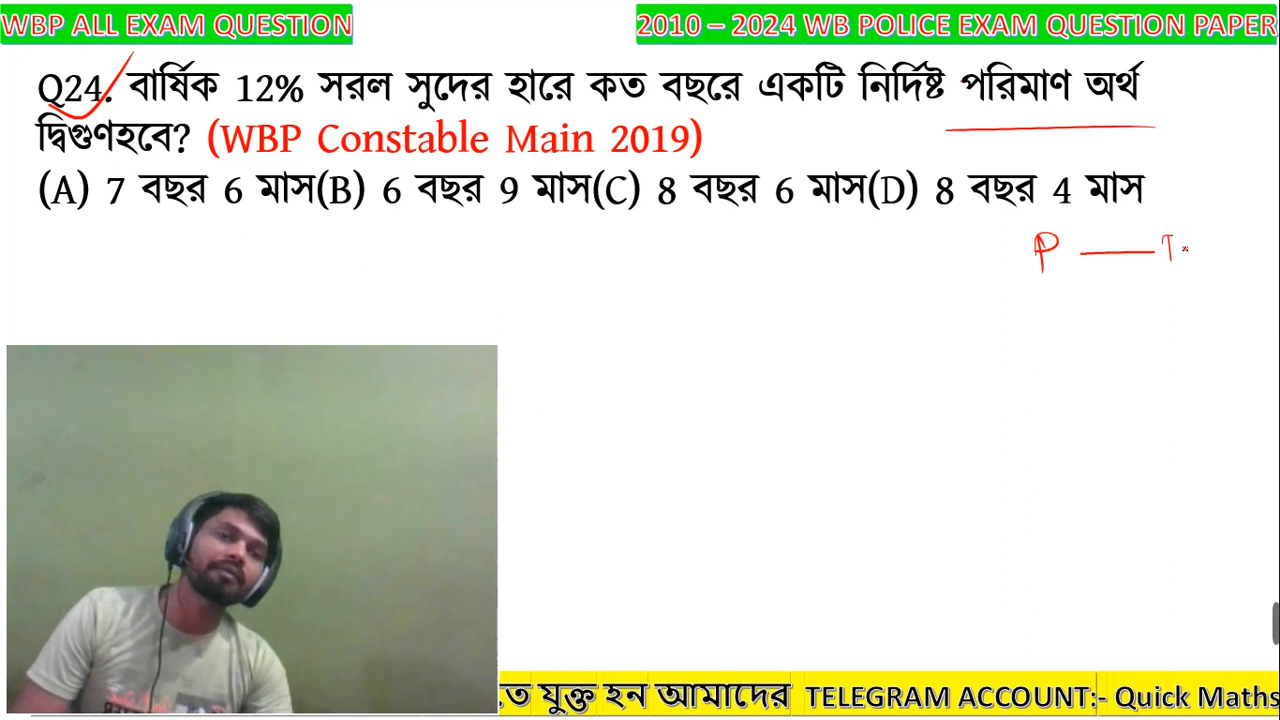 WBP ALL EXAM QUESTION
2010 – 2024 WB POLICE EXAM QUESTION PAPER
Q24. বার্ষিক 12% সরল সুদের হারে কত বছরে একটি নির্দিষ্ট পরিমাণ অর্থ
দ্বিগুণহবে? (WBP Constable Main 2019)
(A) 7 বছর 6 মাস(B) 6 বছর 9 মাস(C) 8 বছর 6 মাস(D) 8 বছর 4 মাস
P —
যুক্ত হন আমাদের TELEGRAM ACCOUNT:- Quick Maths